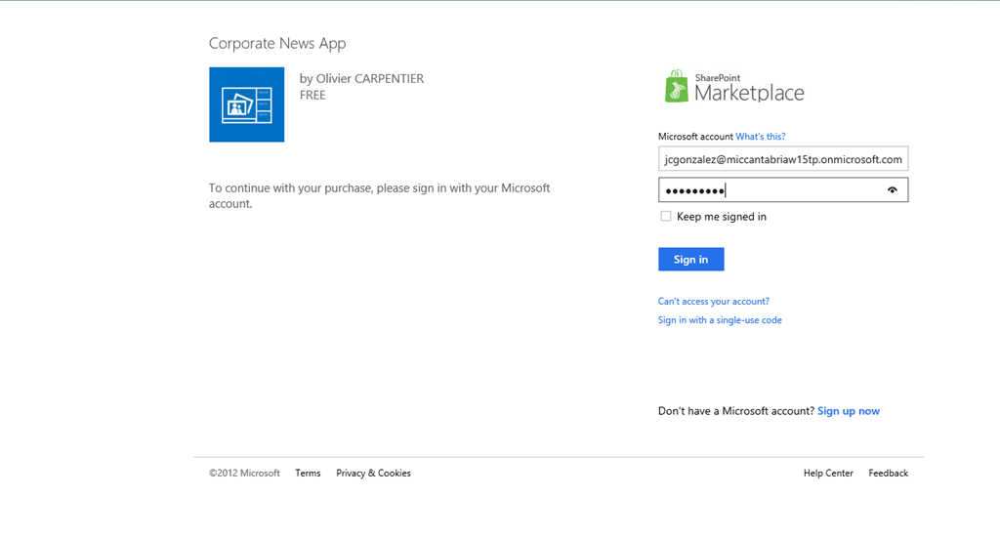 Corporate News App
by Olivier CARPENTIER
FREE
To continue with your purchase, please sign in with your Microsoft
account.
SharePoint
Marketplace
Microsoft account What's this?
jcgonzalez@miccantabriaw15tp.onmicrosoft.com
•••••••••
Keep me signed in
Sign in
Can't access your account?
Sign in with a single-use code
Don't have a Microsoft account? Sign up now
©2012 Microsoft Terms Privacy & Cookies Help Center Feedback